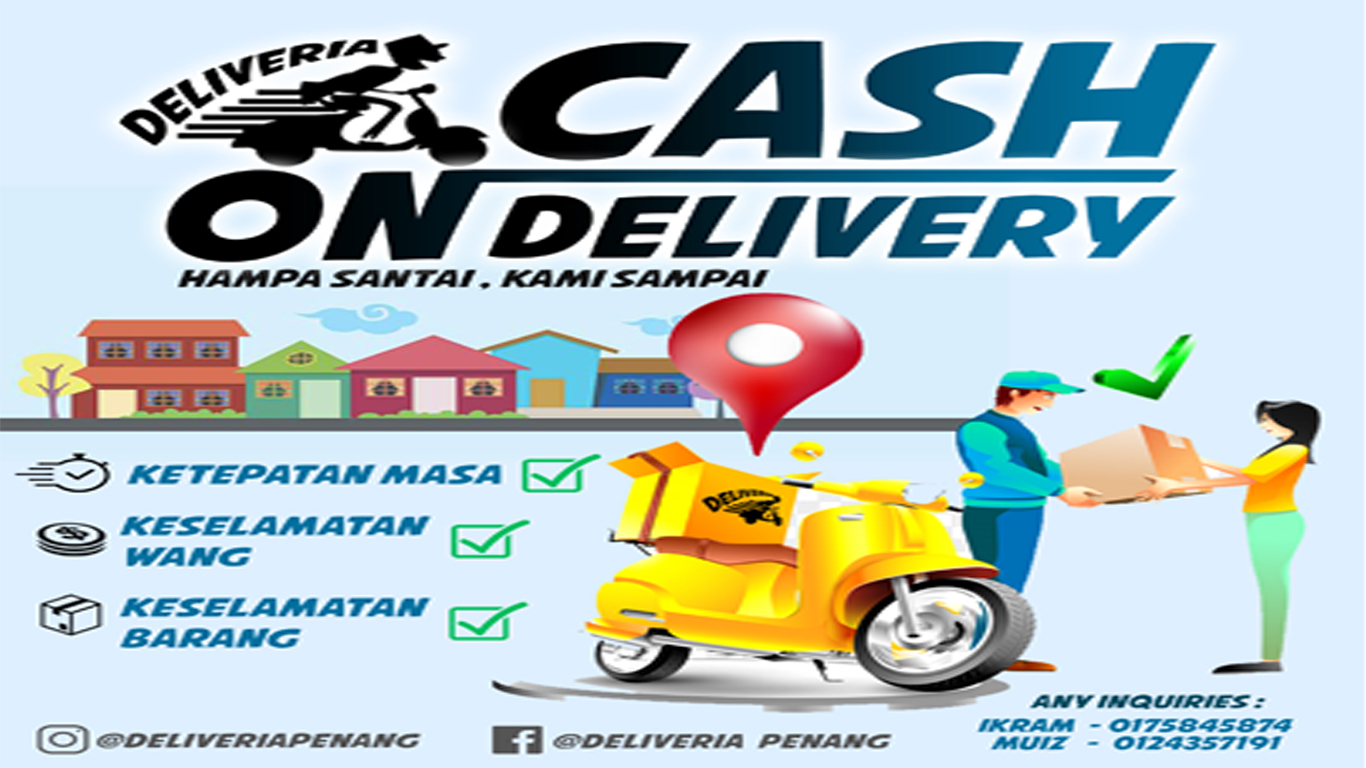 DELIVERIA
CASH
ON DELIVERY
HAMPA SANTAI , KAMI SAMPAI
KETEPATAN MASA
KESELAMATAN
WANG
KESELAMATAN
BARANG
DELIVERIA
ANY INQUIRIES :
IKRAM - 0175845874
MUIZ - 0124357191
@DELIVERIAPENANG
@DELIVERIA PENANG